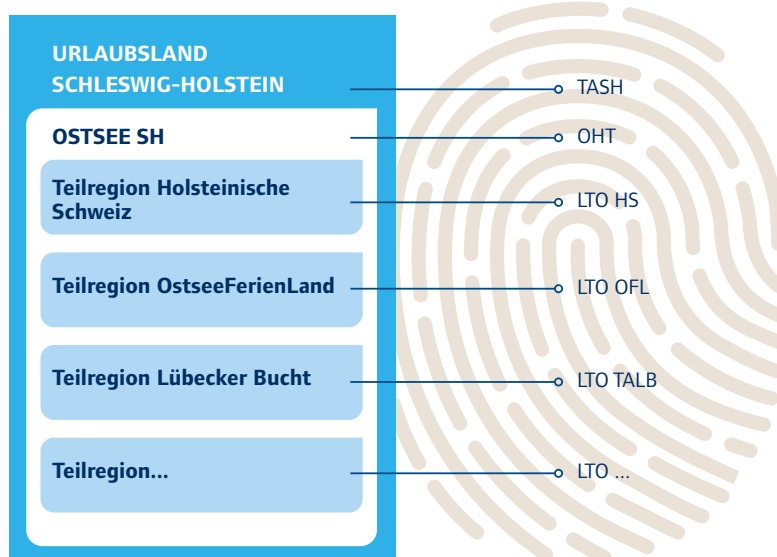 URLAUBSLAND
SCHLESWIG-HOLSTEIN
TASH
OSTSEE SH
OHT
Teilregion Holsteinische
Schweiz
LTO HS
Teilregion OstseeFerienLand
LTO OFL
Teilregion Lübecker Bucht
LTO TALB
Teilregion...
LTO ...